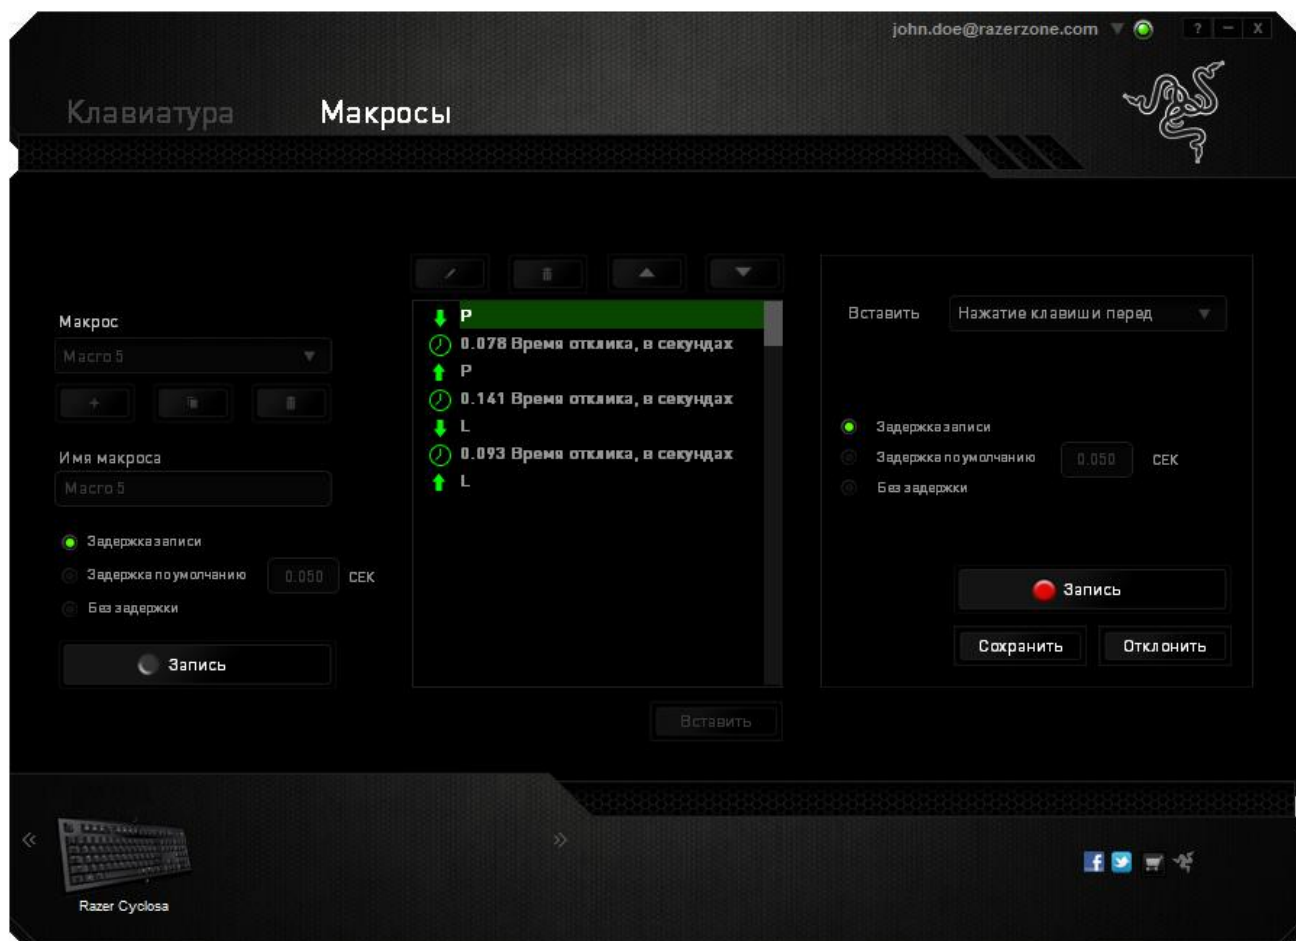 john.doe@razerzone.com
? – X
Клавиатура Макросы
Макрос
Macro 5
Имя макроса
Macro 5
Задержка записи
Задержка по умолчанию 0.050 СЕК
Без задержки
Запись
P
0.078 Время отклика, в секундах
P
0.141 Время отклика, в секундах
L
0.093 Время отклика, в секундах
L
Вставить
Вставить Нажатие клавиши перед
Задержка записи
Задержка по умолчанию 0.050 СЕК
Без задержки
Запись
Сохранить Отклонить
Razer Cyclosa